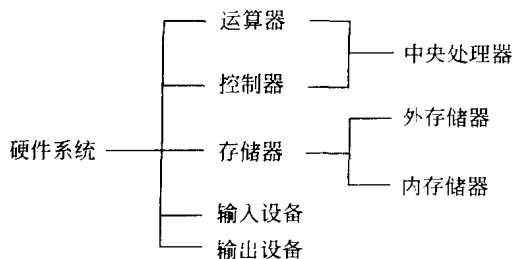 运算器
中央处理器
控制器
外存储器
硬件系统
存储器
内存储器
输入设备
输出设备